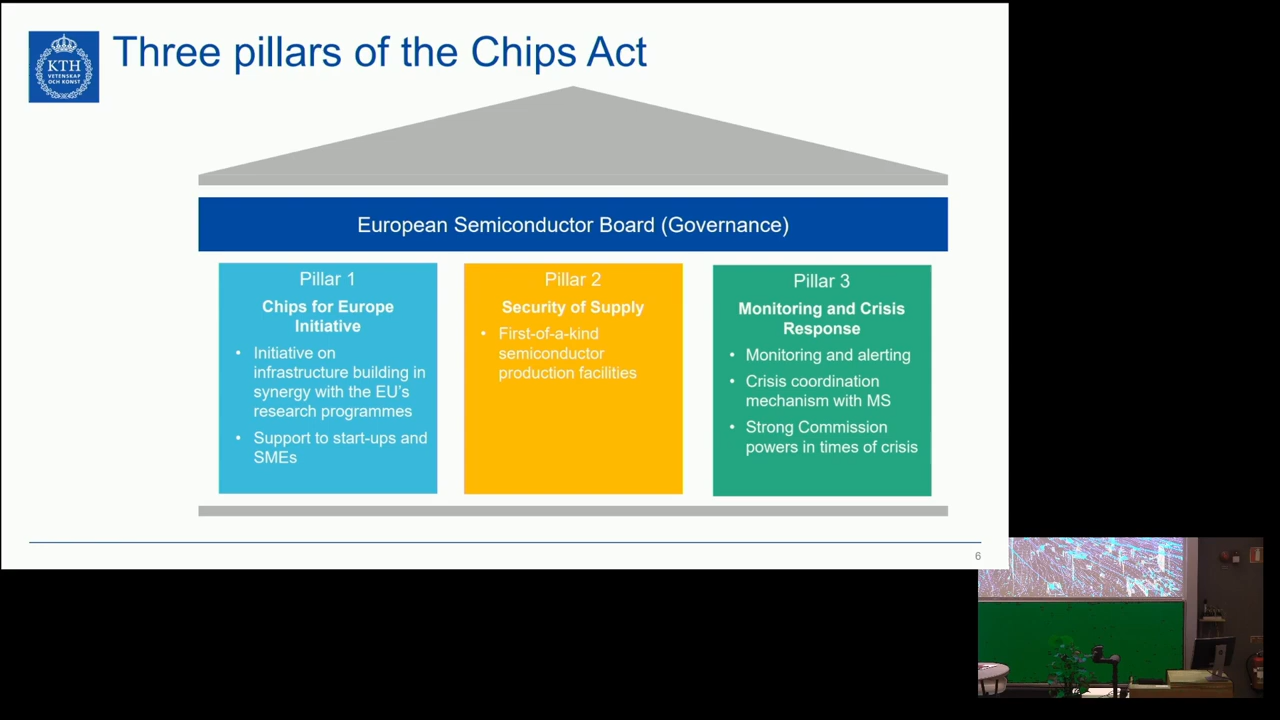 Three pillars of the Chips Act
KTH
VETENSKAP
OCH KONST
European Semiconductor Board (Governance)
Pillar 1
Chips for Europe
Initiative
• Initiative on
infrastructure building in
synergy with the EU's
research programmes
• Support to start-ups and
SMEs
Pillar 2
Security of Supply
• First-of-a-kind
semiconductor
production facilities
Pillar 3
Monitoring and Crisis
Response
• Monitoring and alerting
• Crisis coordination
mechanism with MS
• Strong Commission
powers in times of crisis
6